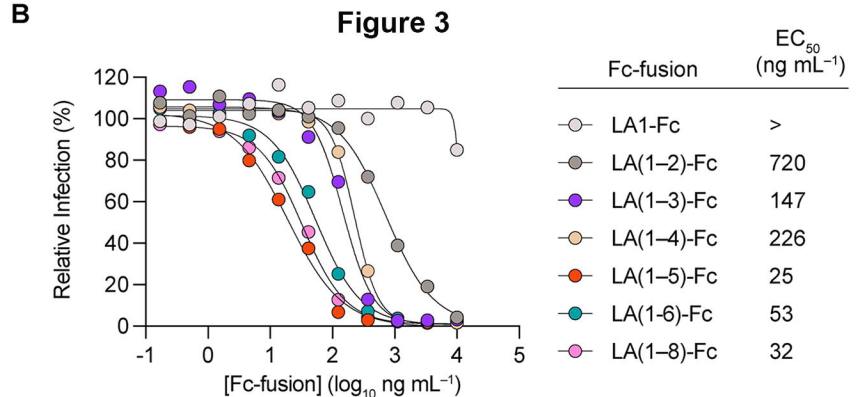 B
Figure 3
Relative Infection (%)
120
100
80
60
40
20
0
-1 0 1 2 3 4 5
[Fc-fusion] (log10 ng mL–1)
Fc-fusion EC50 (ng mL–1)
LA1-Fc >
LA(1–2)-Fc 720
LA(1–3)-Fc 147
LA(1–4)-Fc 226
LA(1–5)-Fc 25
LA(1-6)-Fc 53
LA(1–8)-Fc 32